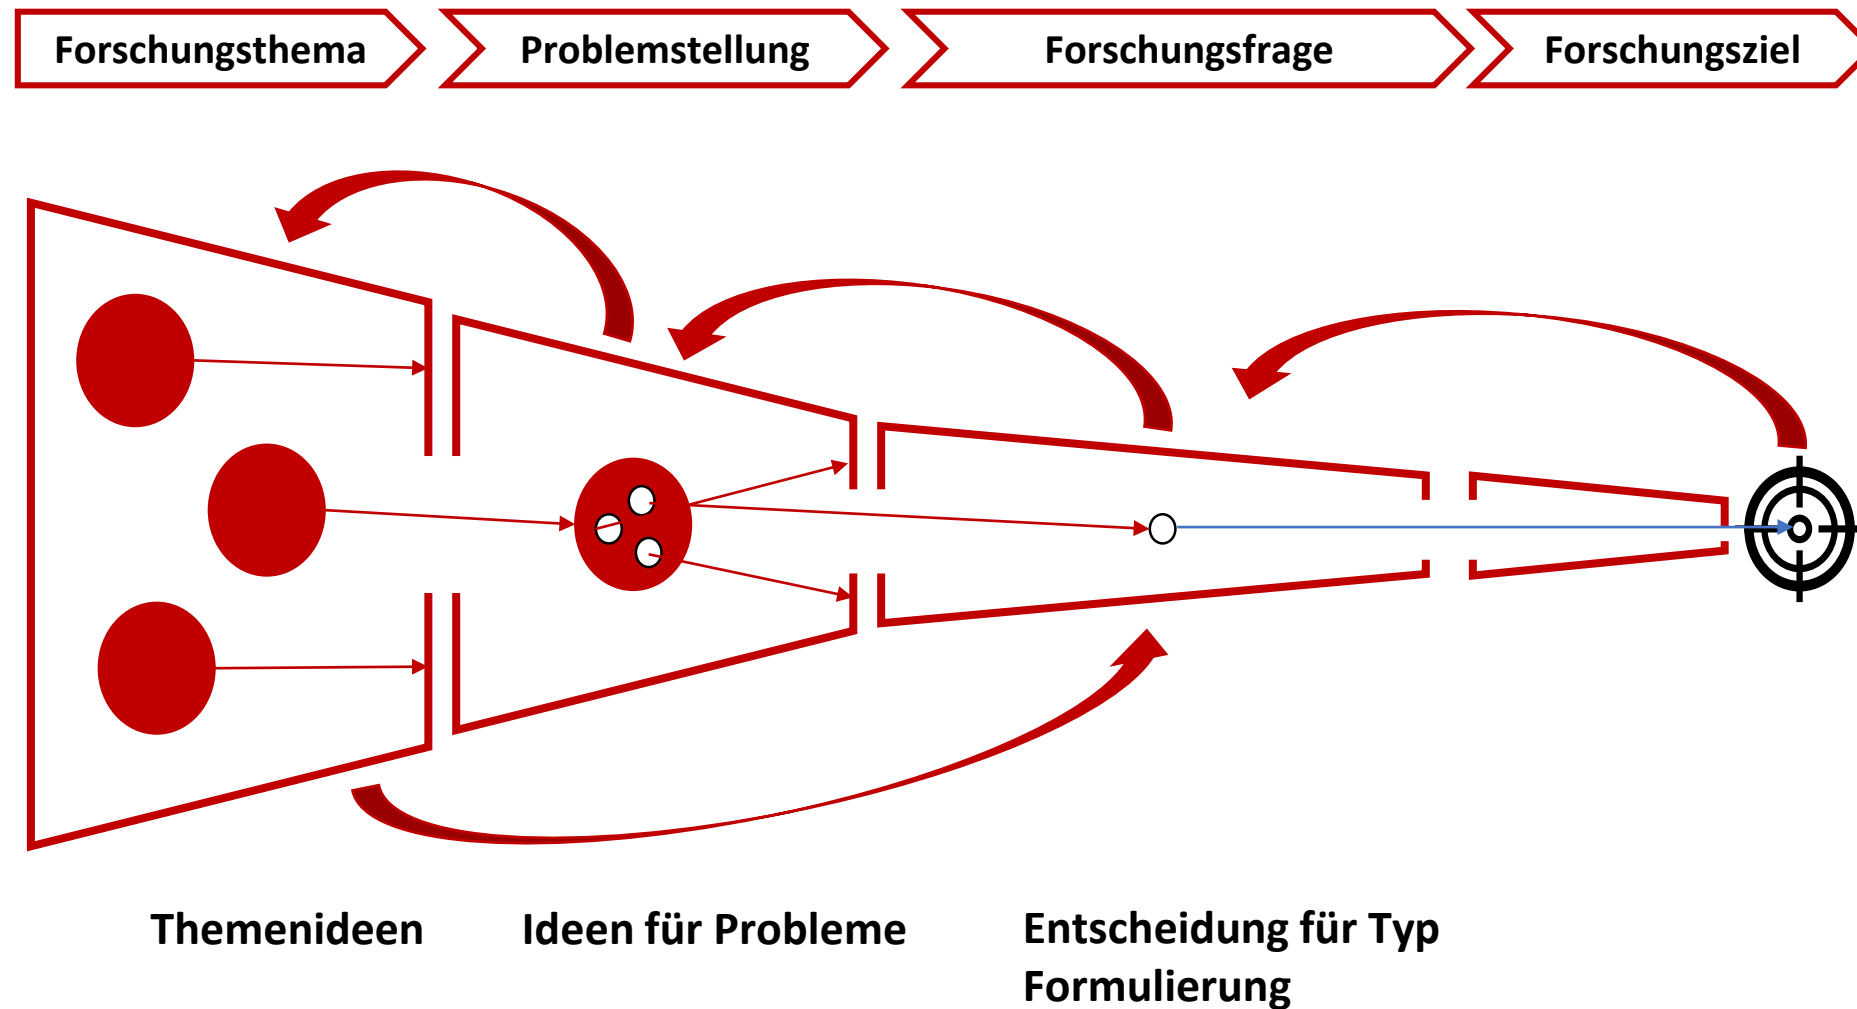 Forschungsthema
Problemstellung
Forschungsfrage
Forschungsziel
Themenideen
Ideen für Probleme
Entscheidung für Typ
Formulierung